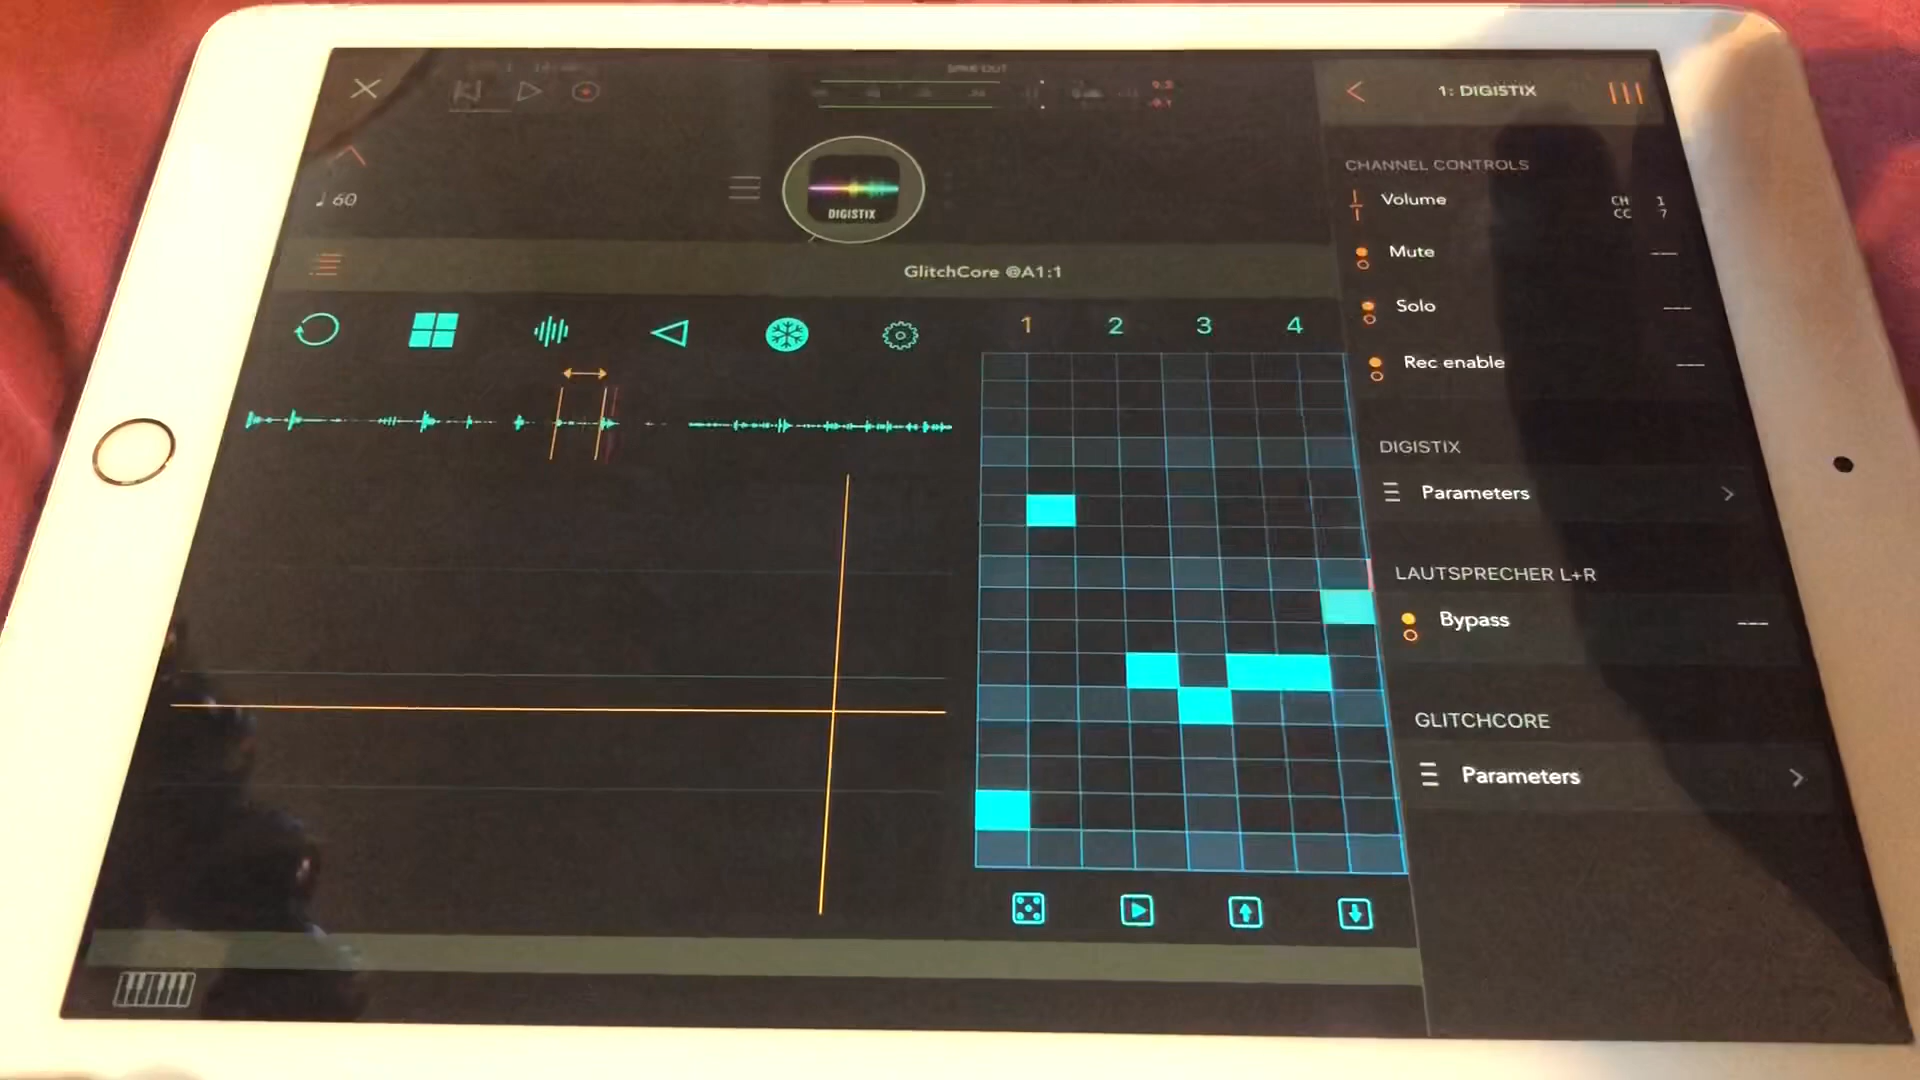 1: DIGISTIX
CHANNEL CONTROLS
♩ 60
DIGISTIX
Volume
CH 1
CC 7
Mute
GlitchCore @A1:1
Solo
1 2 3 4
Rec enable
DIGISTIX
Parameters
LAUTSPRECHER L+R
Bypass
GLITCHCORE
Parameters